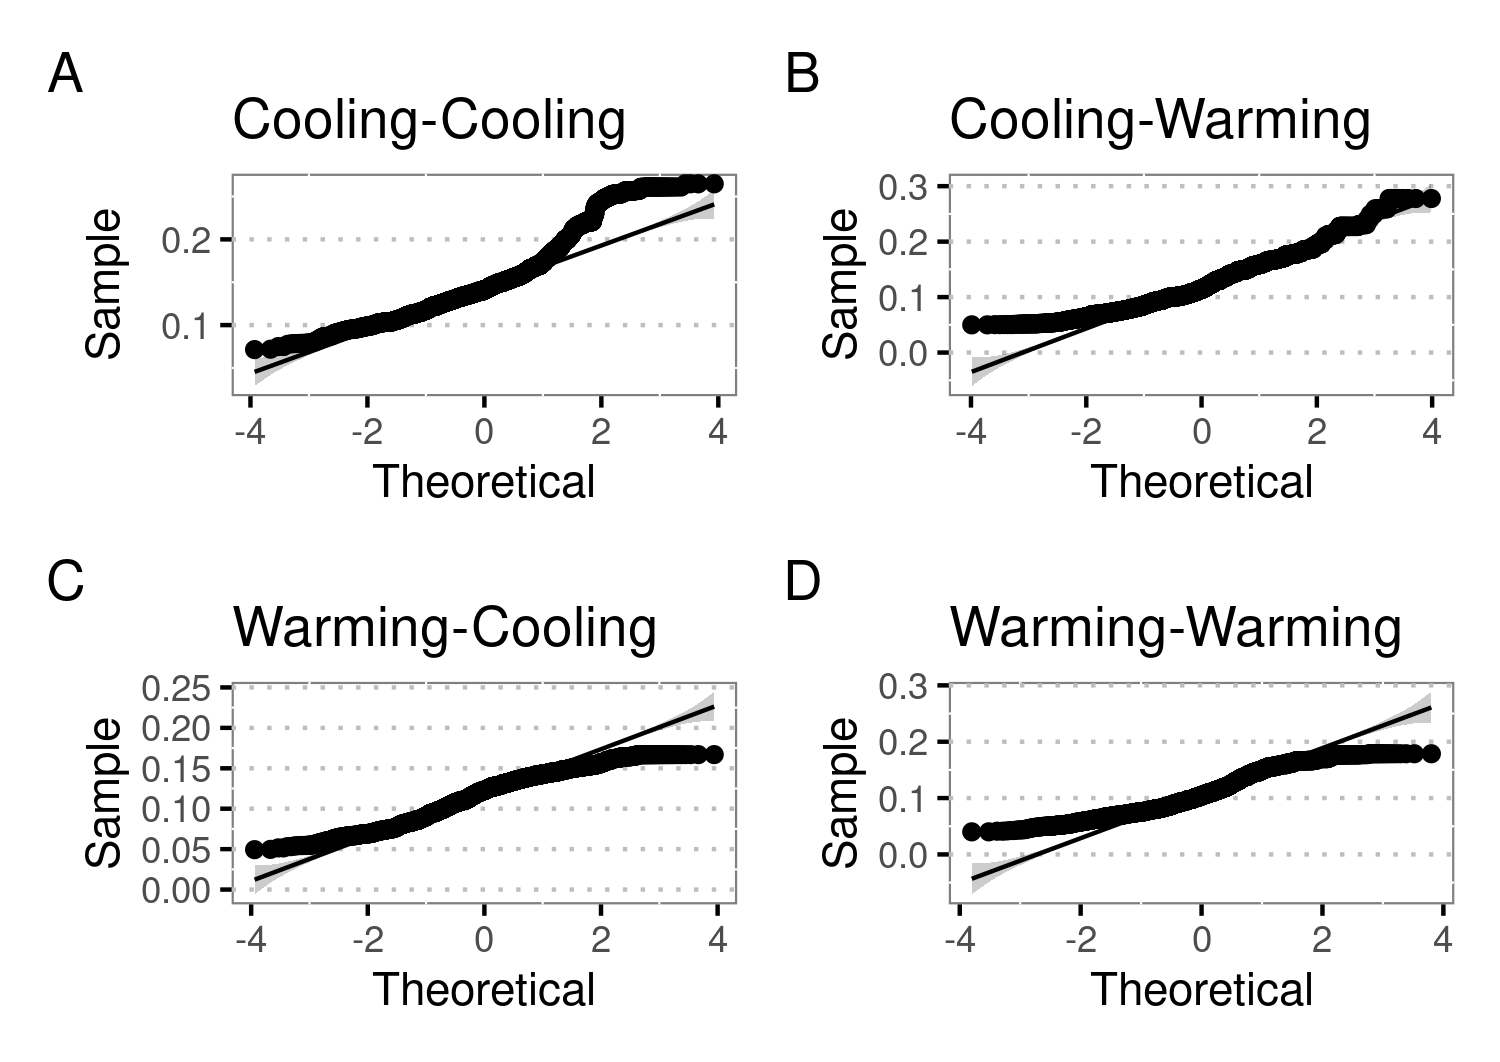 A
Cooling-Cooling
Sample
0.2
0.1
-4 -2 0 2 4
Theoretical
B
Cooling-Warming
Sample
0.3
0.2
0.1
0.0
-4 -2 0 2 4
Theoretical
C
Warming-Cooling
Sample
0.25
0.20
0.15
0.10
0.05
0.00
-4 -2 0 2 4
Theoretical
D
Warming-Warming
Sample
0.3
0.2
0.1
0.0
-4 -2 0 2 4
Theoretical